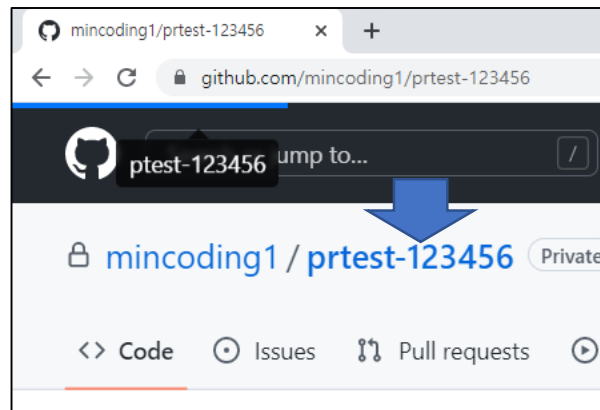 mincoding1/prtest-123456 × +
github.com/mincoding1/prtest-123456
ptest-123456 ump to... /
mincoding1 / prtest-123456 Private
<> Code Issues Pull requests